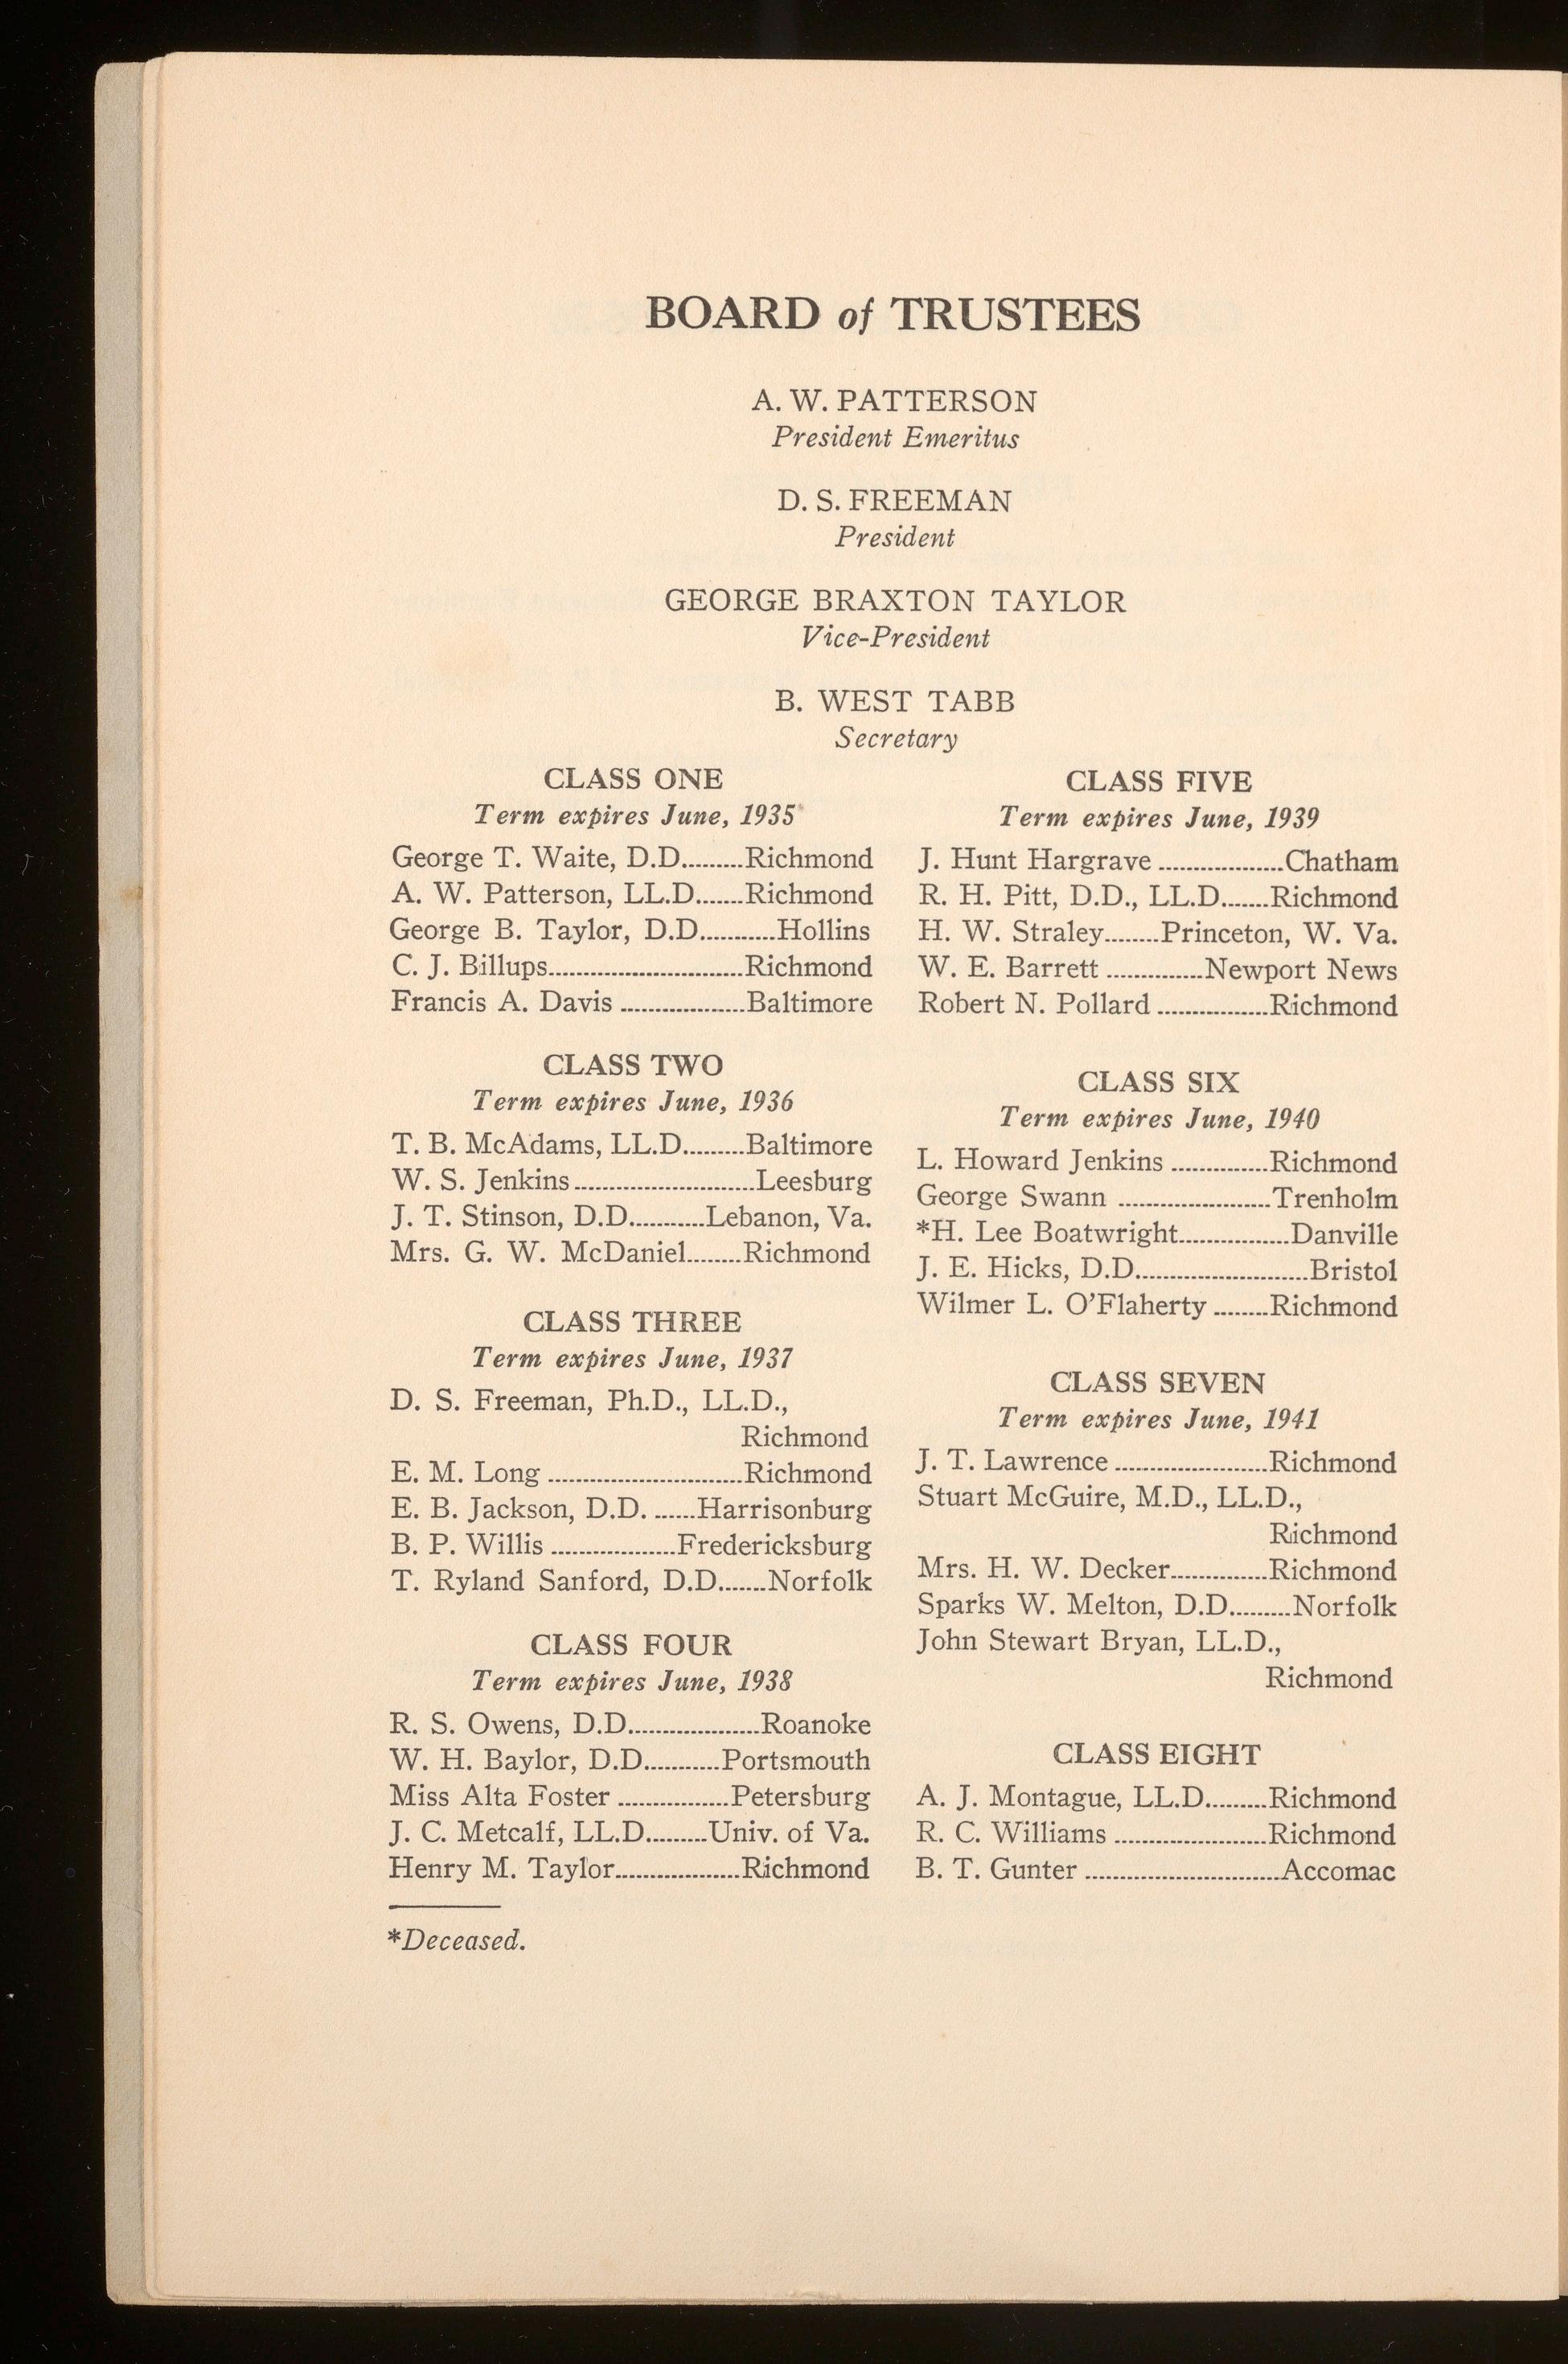 BOARD of TRUSTEES
A. W. PATTERSON
President Emeritus
D. S. FREEMAN
President
GEORGE BRAXTON TAYLOR
Vice-President
B. WEST TABB
Secretary
CLASS ONE
Term expires June, 1935
George T. Waite, D.D.........Richmond
A. W. Patterson, LL.D.......Richmond
George B. Taylor, D.D...........Hollins
C. J. Billups............................Richmond
Francis A. Davis ..................Baltimore
CLASS TWO
Term expires June, 1936
T. B. McAdams, LL.D.........Baltimore
W. S. Jenkins..........................Leesburg
J. T. Stinson, D.D...........Lebanon, Va.
Mrs. G. W. McDaniel........Richmond
CLASS THREE
Term expires June, 1937
D. S. Freeman, Ph.D., LL.D.,
Richmond
E. M. Long ............................Richmond
E. B. Jackson, D.D. ......Harrisonburg
B. P. Willis ..................Fredericksburg
T. Ryland Sanford, D.D.......Norfolk
CLASS FOUR
Term expires June, 1938
R. S. Owens, D.D...................Roanoke
W. H. Baylor, D.D...........Portsmouth
Miss Alta Foster ................Petersburg
J. C. Metcalf, LL.D.........Univ. of Va.
Henry M. Taylor..................Richmond
*Deceased.
CLASS FIVE
Term expires June, 1939
J. Hunt Hargrave ..................Chatham
R. H. Pitt, D.D., LL.D.......Richmond
H. W. Straley........Princeton, W. Va.
W. E. Barrett ..............Newport News
Robert N. Pollard ................Richmond
CLASS SIX
Term expires June, 1940
L. Howard Jenkins ..............Richmond
George Swann ......................Trenholm
*H. Lee Boatwright................Danville
J. E. Hicks, D.D.........................Bristol
Wilmer L. O'Flaherty ........Richmond
CLASS SEVEN
Term expires June, 1941
J. T. Lawrence ......................Richmond
Stuart McGuire, M.D., LL.D.,
Richmond
Mrs. H. W. Decker..............Richmond
Sparks W. Melton, D.D.........Norfolk
John Stewart Bryan, LL.D.,
Richmond
CLASS EIGHT
A. J. Montague, LL.D.........Richmond
R. C. Williams ......................Richmond
B. T. Gunter ............................Accomac